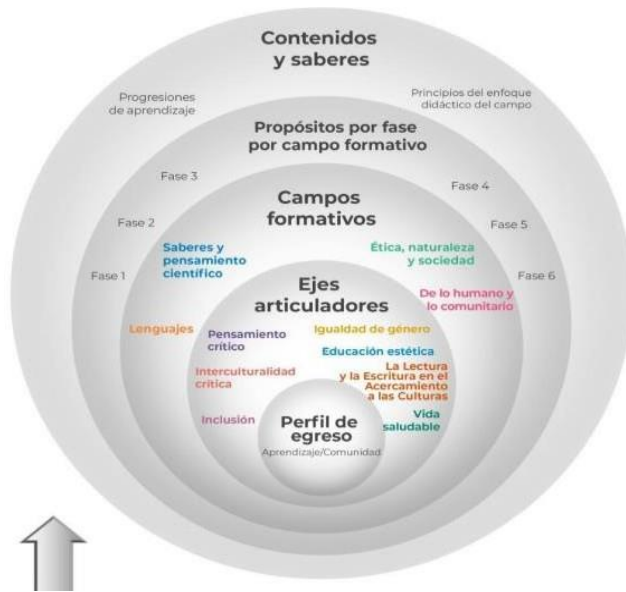 Contenidos
y saberes
Progresiones
de aprendizaje
Principios del enfoque
didáctico del campo
Propósitos por fase
por campo formativo
Fase 3
Fase 4
Fase 2
Fase 5
Fase 1
Fase 6
Campos
formativos
Saberes y
pensamiento
científico
Ética, naturaleza
y sociedad
De lo humano y
lo comunitario
Lenguajes
Ejes
articuladores
Pensamiento
crítico
Igualdad de género
Educación estética
Interculturalidad
crítica
La Lectura
y la Escritura en el
Acercamiento
a las Culturas
Inclusión
Vida
saludable
Perfil de
egreso
Aprendizaje/Comunidad